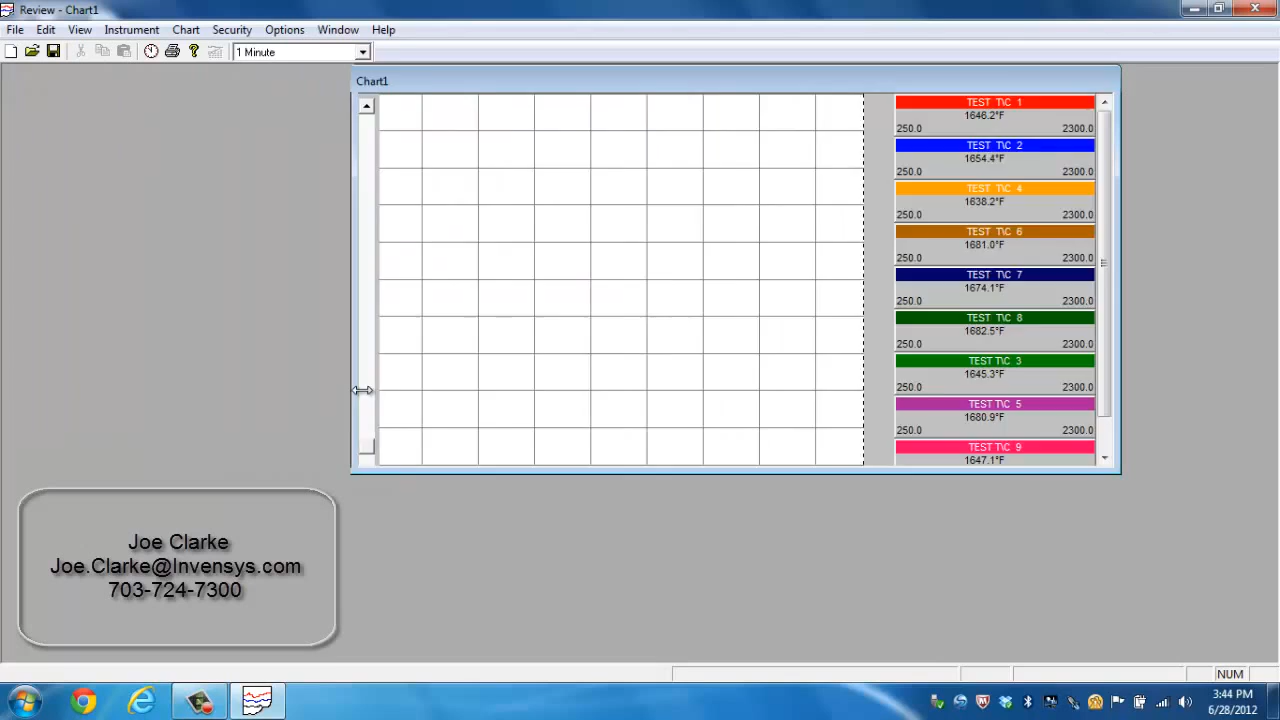 Review - Chart1
File Edit View Instrument Chart Security Options Window Help
1 Minute
Chart1
TEST T\C 1
1646.2°F
250.0 2300.0
TEST T\C 2
1654.4°F
250.0 2300.0
TEST T\C 4
1638.2°F
250.0 2300.0
TEST T\C 6
1681.0°F
250.0 2300.0
TEST T\C 7
1674.1°F
250.0 2300.0
TEST T\C 8
1682.5°F
250.0 2300.0
TEST T\C 3
1645.3°F
250.0 2300.0
TEST T\C 5
1680.9°F
250.0 2300.0
TEST T\C 9
1647.1°F
Joe Clarke
Joe.Clarke@Invensys.com
703-724-7300
NUM
3:44 PM
6/28/2012